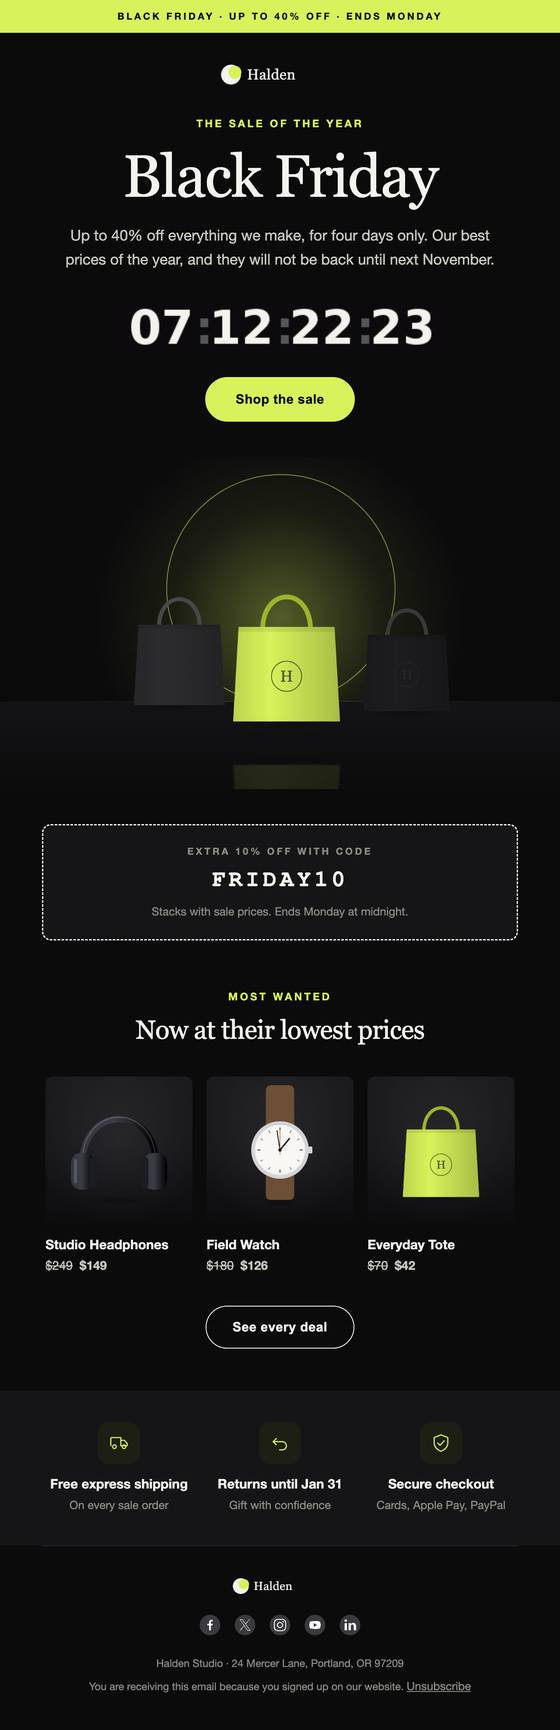 BLACK FRIDAY · UP TO 40% OFF · ENDS MONDAY
Halden
THE SALE OF THE YEAR
Black Friday
Up to 40% off everything we make, for four days only. Our best
prices of the year, and they will not be back until next November.
07:12:22:23
Shop the sale
H
H
EXTRA 10% OFF WITH CODE
FRIDAY10
Stacks with sale prices. Ends Monday at midnight.
MOST WANTED
Now at their lowest prices
H
Studio Headphones
$249 $149
Field Watch
$180 $126
Everyday Tote
$70 $42
See every deal
Free express shipping
On every sale order
Returns until Jan 31
Gift with confidence
Secure checkout
Cards, Apple Pay, PayPal
Halden
Halden Studio · 24 Mercer Lane, Portland, OR 97209
You are receiving this email because you signed up on our website. Unsubscribe